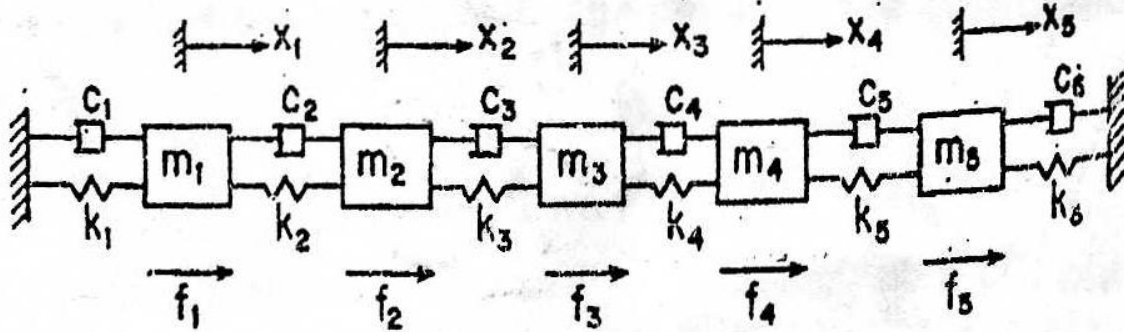 x₁ x₂ x₃ x₄ x₅
c₁ c₂ c₃ c₄ c₅ c₆
m₁ m₂ m₃ m₄ m₅
k₁ k₂ k₃ k₄ k₅ k₆
f₁ f₂ f₃ f₄ f₅